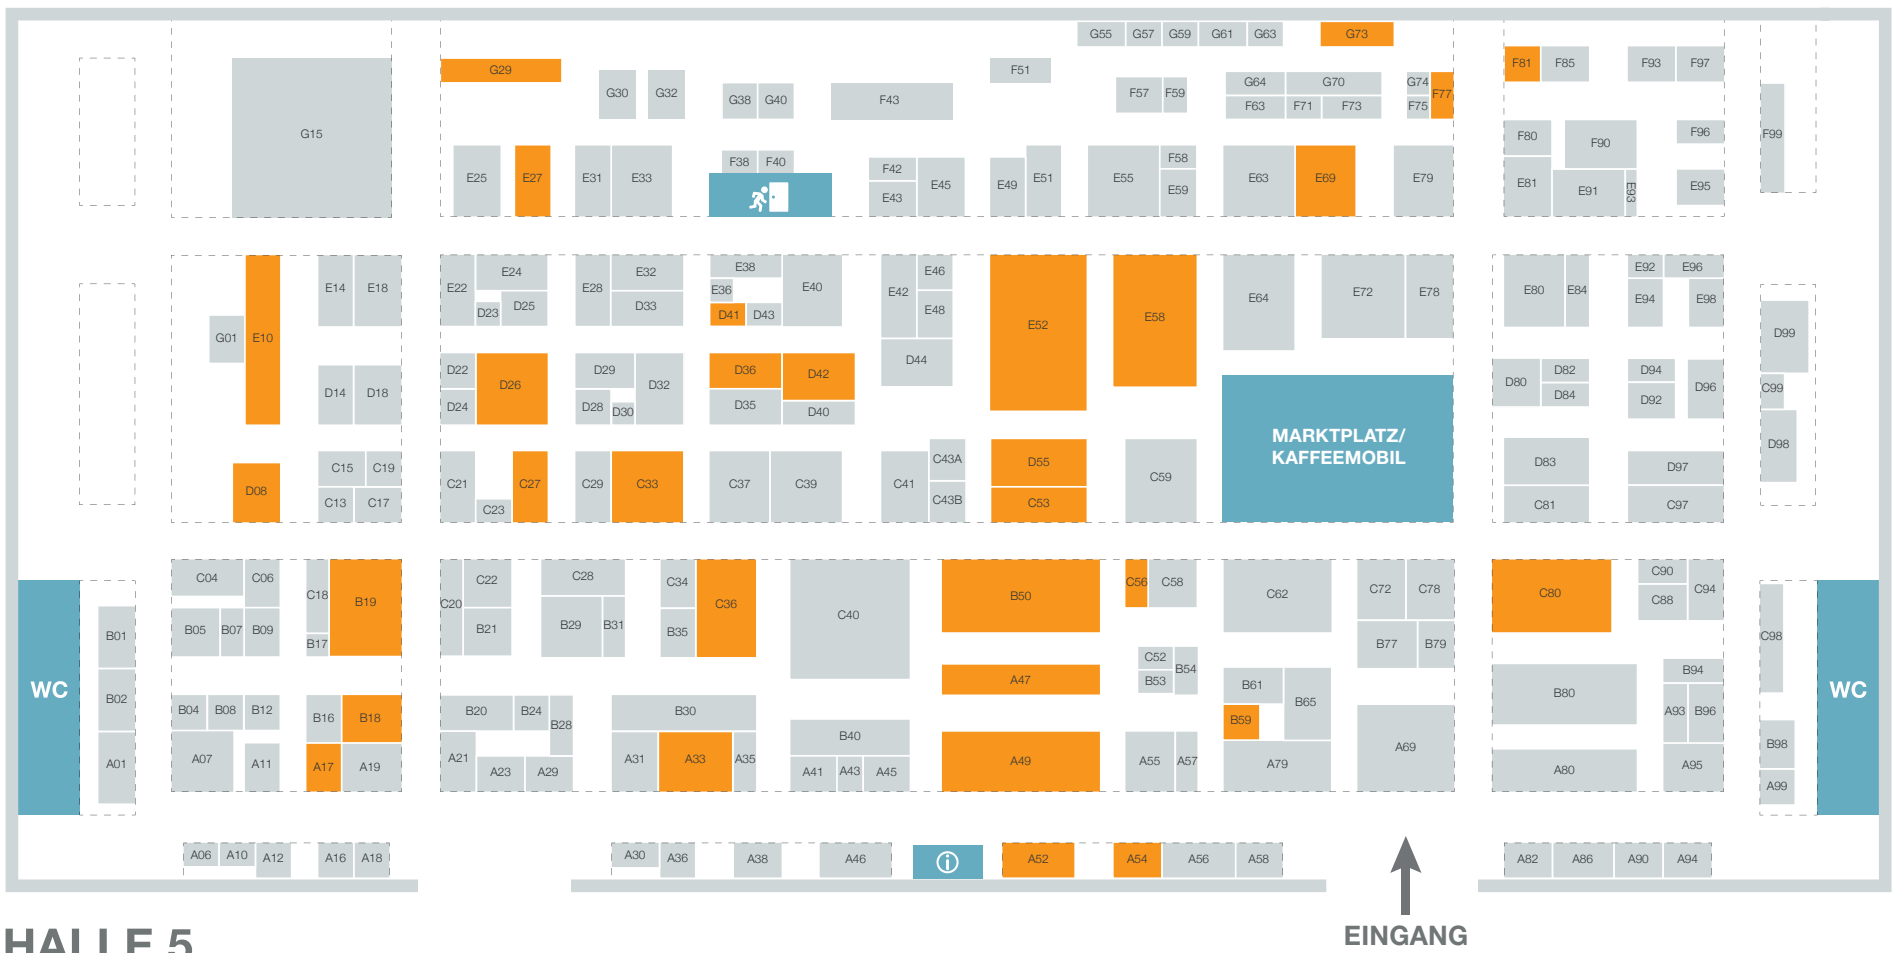 G55 G57 G59 G61 G63 G73
G29 F51 F81 F85 F93 F97
G30 G32 G38 G40 F43 F57 F59 G64 G70 G74 F77
F63 F71 F73 F75
G15 F80 F90 F96 F99
F38 F40 F42 F58
E25 E27 E31 E33 E43 E45 E49 E51 E55 E59 E63 E69 E79 E81 E91 E93 E95
E38 E46 E92 E96
E14 E18 E22 E24 E28 E32 E36 E40 E42 E48 E64 E72 E78 E80 E84 E94 E98
D23 D25 D33 D41 D43 E52 E58
G01 E10 D99
D44
D14 D18 D22 D26 D29 D32 D36 D42 D80 D82 D94 D96 C99
D24 D28 D30 D35 D40 D84 D92
MARKTPLATZ/
KAFFEEMOBIL
D98
C15 C19 C43A D55 D83 D97
D08 C21 C27 C29 C33 C37 C39 C41 C59
C13 C17 C23 C43B C53 C81 C97
C04 C06 C18 B19 C20 C22 C28 C34 C36 C40 B50 C56 C58 C62 C72 C78 C80 C90 C94
C88
B01 B05 B07 B09 B17 B21 B29 B31 B35 C52 B54 B77 B79 C98
B53
WC A47 B61 B94 WC
B02 B04 B08 B12 B16 B18 B20 B24 B28 B30 B59 B65 B80 A93 B96
B40
A01 A07 A11 A17 A19 A21 A23 A29 A31 A33 A35 A41 A43 A45 A49 A55 A57 A79 A69 A80 A95 B98
A99
A06 A10 A12 A16 A18 A30 A36 A38 A46 i A52 A54 A56 A58 A82 A86 A90 A94
EINGANG
HALLE 5